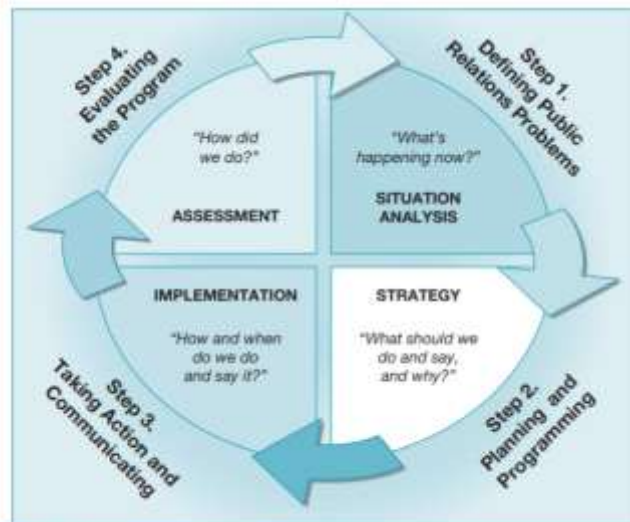 Step 1.
Defining Public
Relations Problems
"What's
happening now?"
SITUATION
ANALYSIS
Step 2.
Planning and
Programming
STRATEGY
"What should we
do and say,
and why?"
Step 3.
Taking Action and
Communicating
IMPLEMENTATION
"How and when
do we do
and say it?"
Step 4.
Evaluating
the Program
"How did
we do?"
ASSESSMENT